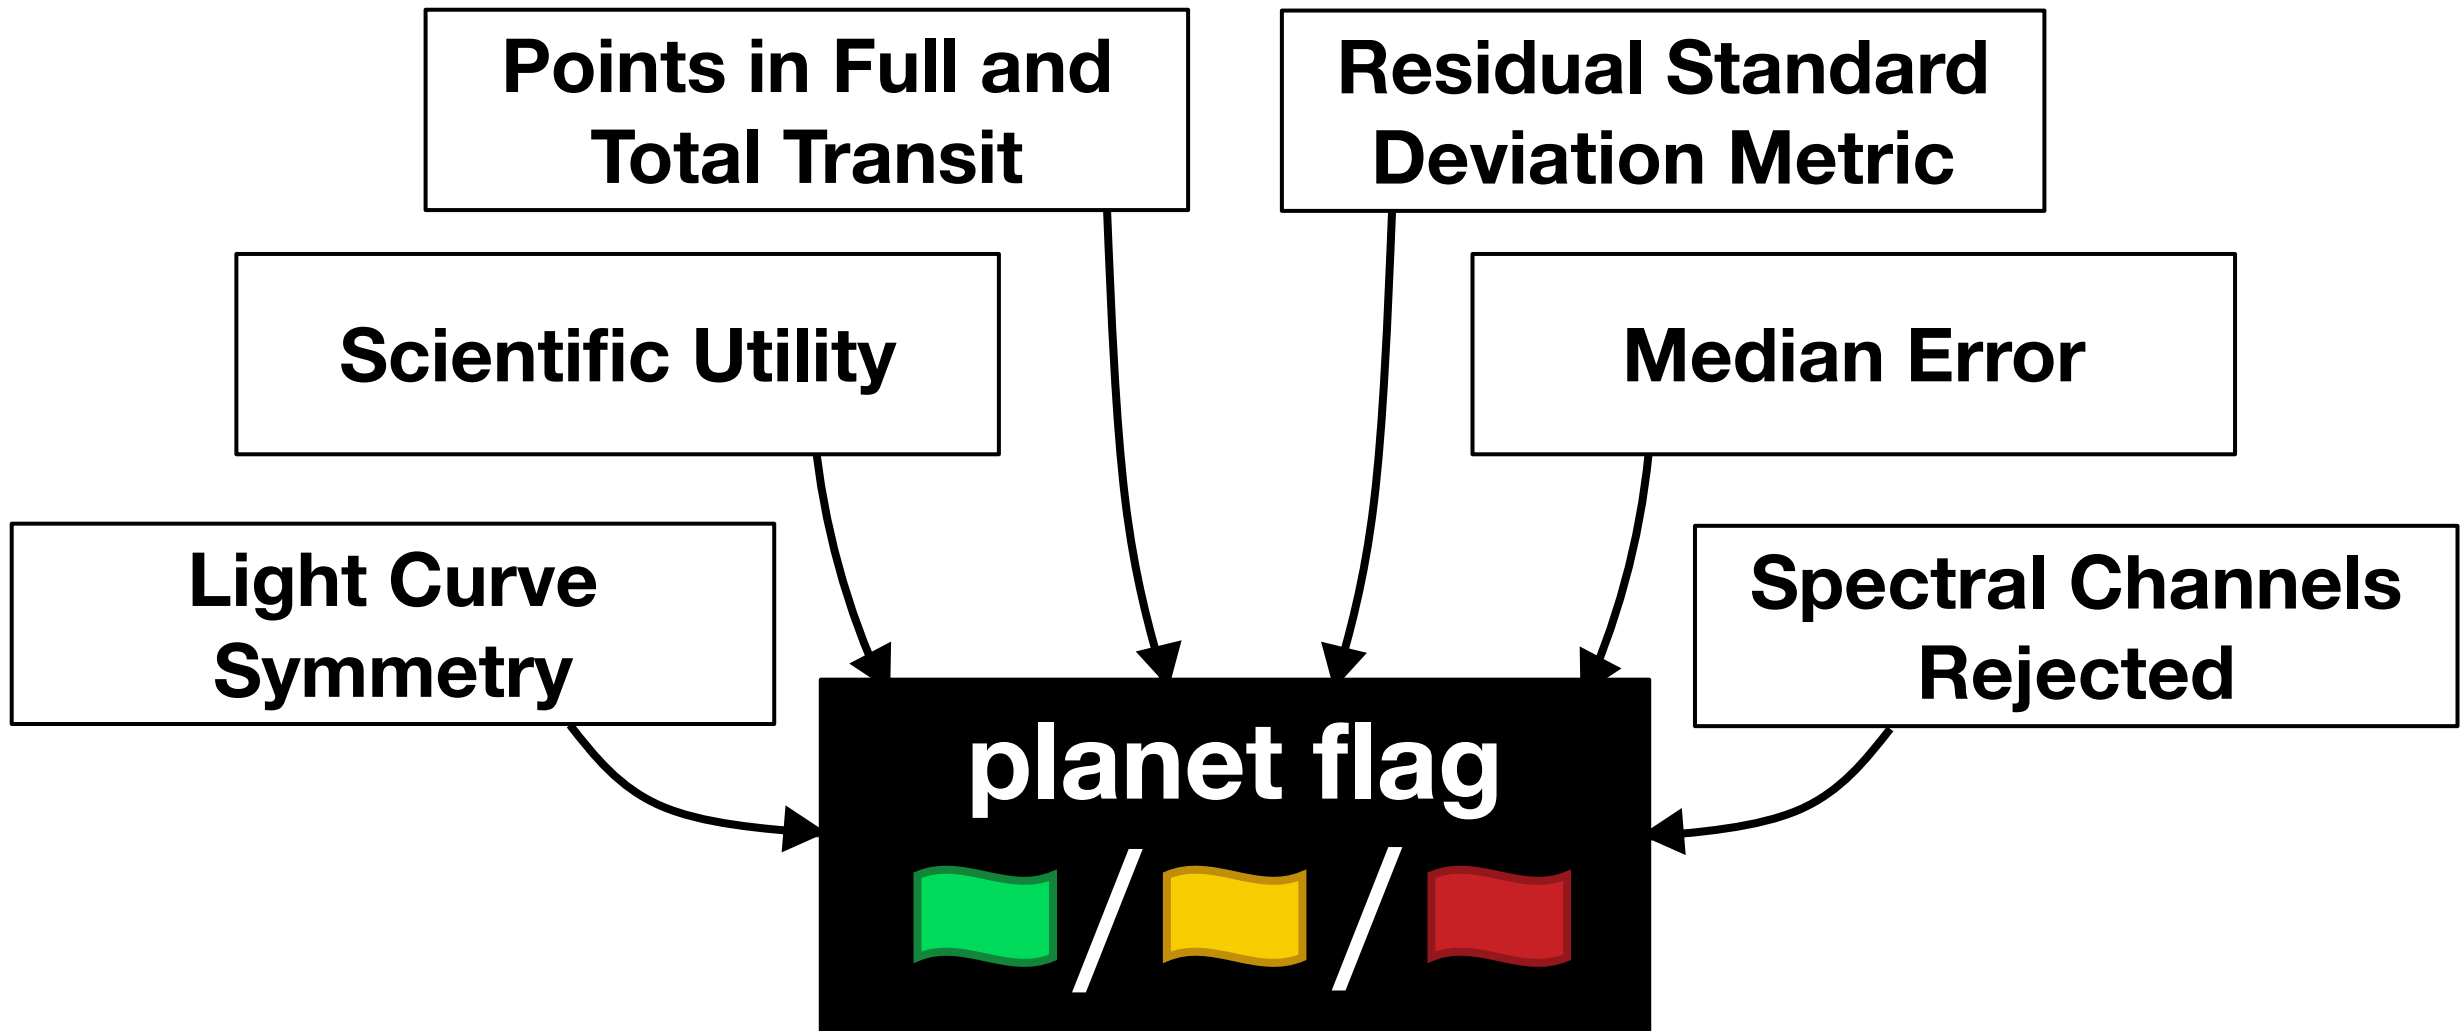 Points in Full and
Total Transit
Residual Standard
Deviation Metric
Scientific Utility
Median Error
Light Curve
Symmetry
Spectral Channels
Rejected
planet flag
/ /